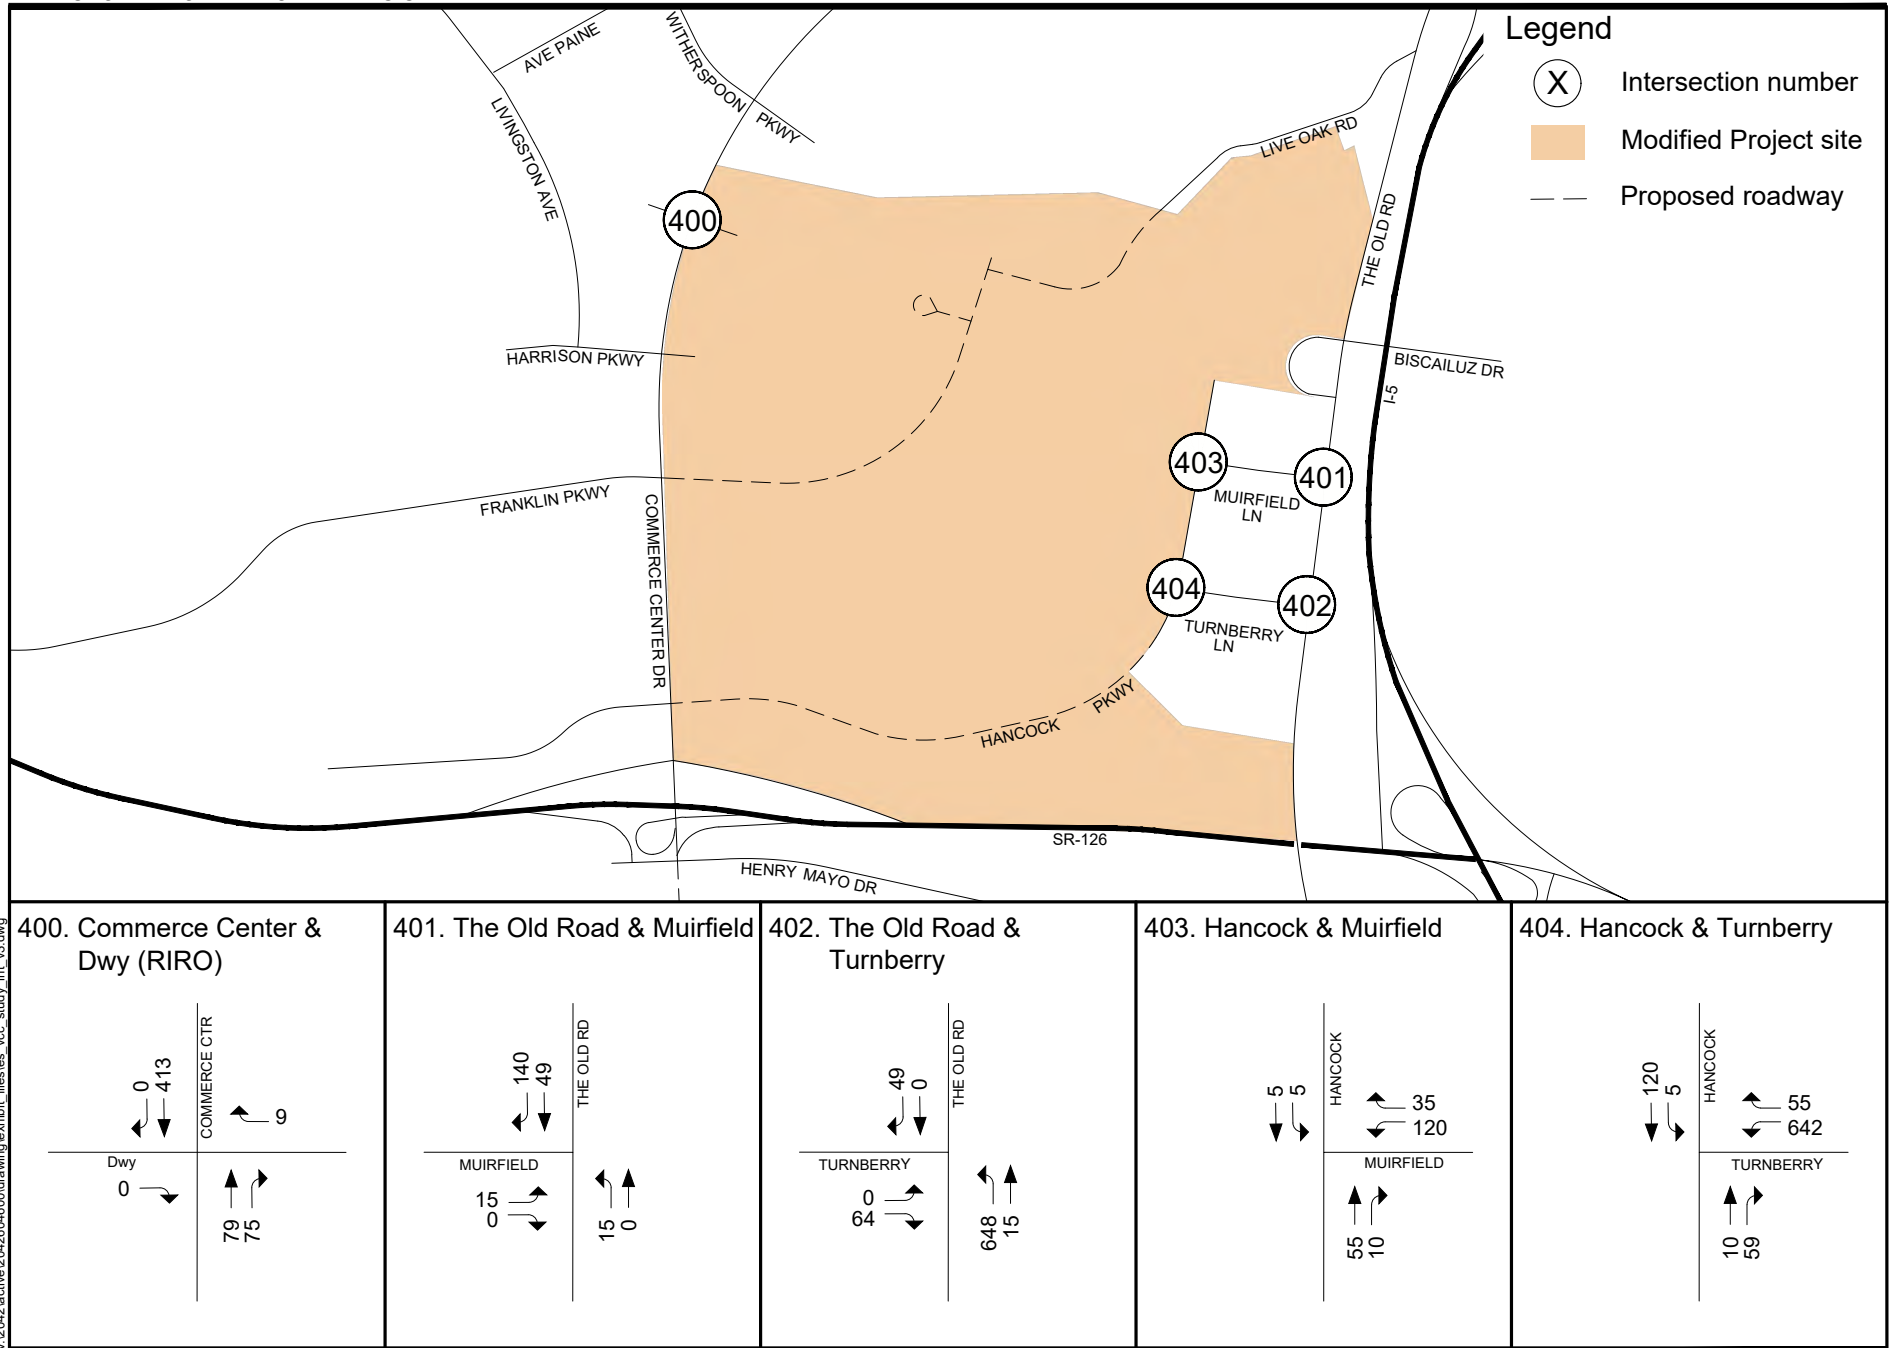 Legend
X Intersection number
Modified Project site
Proposed roadway
AVE PAINE
WITHERSPOON PKWY
LIVINGSTON AVE
LIVE OAK RD
THE OLD RD
400
HARRISON PKWY
BISCAILUZ DR
I-5
403
401
MUIRFIELD
LN
FRANKLIN PKWY
COMMERCE CENTER DR
404
402
TURNBERRY
LN
HANCOCK PKWY
SR-126
HENRY MAYO DR
400. Commerce Center &
Dwy (RIRO)
COMMERCE CTR
0
413
9
Dwy
0
79
75
401. The Old Road & Muirfield
THE OLD RD
140
49
MUIRFIELD
15
0
15
0
402. The Old Road &
Turnberry
THE OLD RD
49
0
TURNBERRY
0
64
648
15
403. Hancock & Muirfield
HANCOCK
5
5
35
120
MUIRFIELD
55
10
404. Hancock & Turnberry
HANCOCK
120
5
55
642
TURNBERRY
10
59